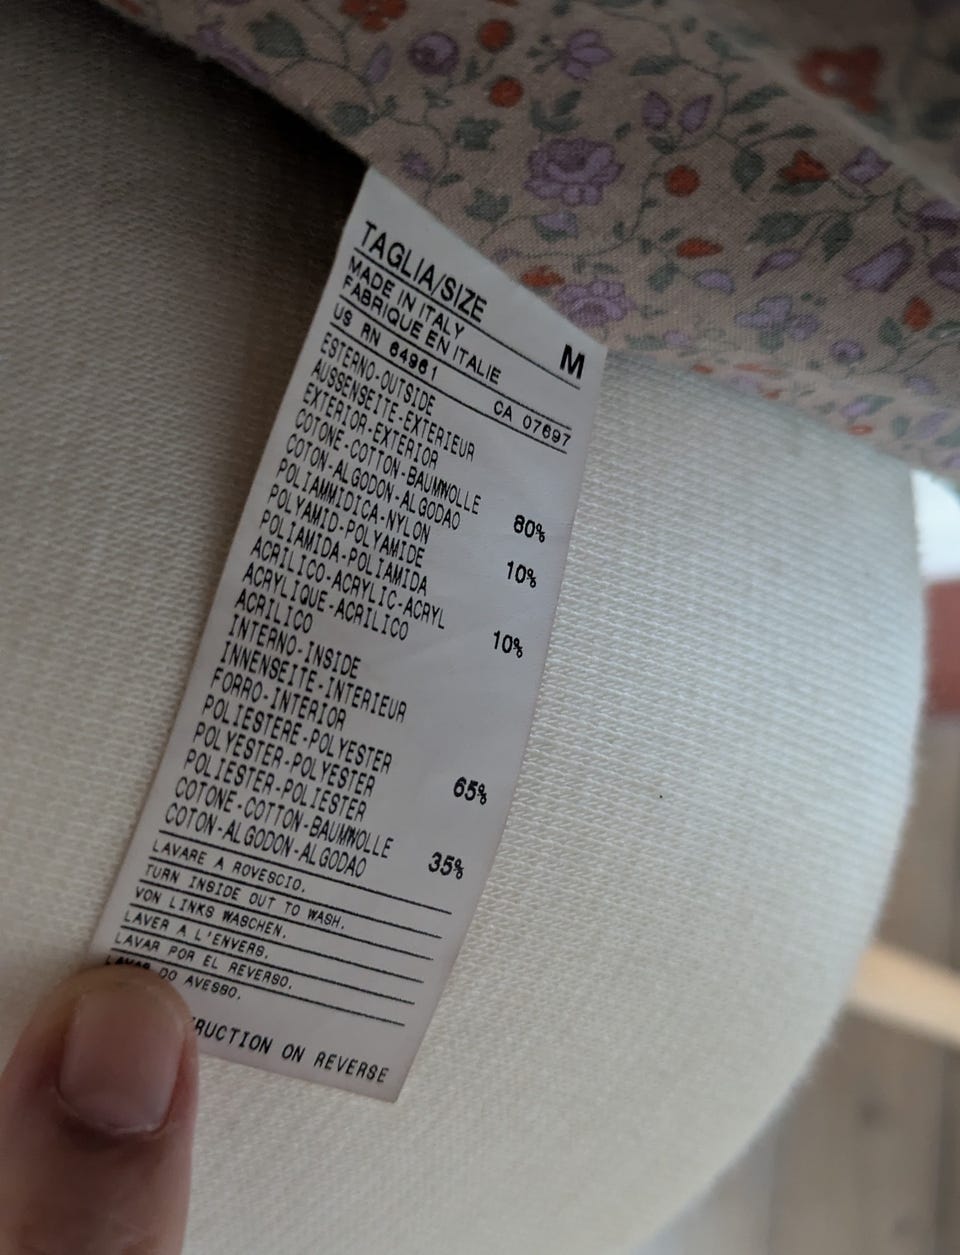 TAGLIA/SIZE M
MADE IN ITALY
FABRIQUE EN ITALIE
US RN 64961 CA 07697
ESTERNO-OUTSIDE
AUSSENSEITE-EXTERIEUR
EXTERIOR-EXTERIOR
COTONE-COTTON-BAUMWOLLE
COTON-ALGODON-ALGODAO 80%
POLIAMMIDICA-NYLON
POLYAMID-POLYAMIDE
POLIAMIDA-POLIAMIDA 10%
ACRILICO-ACRYLIC-ACRYL
ACRYLIQUE-ACRILICO
ACRILICO 10%
INTERNO-INSIDE
INNENSEITE-INTERIEUR
FORRO-INTERIOR
POLIESTERE-POLYESTER
POLYESTER-POLYESTER
POLIESTER-POLIESTER 65%
COTONE-COTTON-BAUMWOLLE
COTON-ALGODON-ALGODAO 35%
LAVARE A ROVESCIO.
TURN INSIDE OUT TO WASH.
VON LINKS WASCHEN.
LAVER A L'ENVERS.
LAVAR POR EL REVERSO.
LAVAR DO AVESSO.
RUCTION ON REVERSE